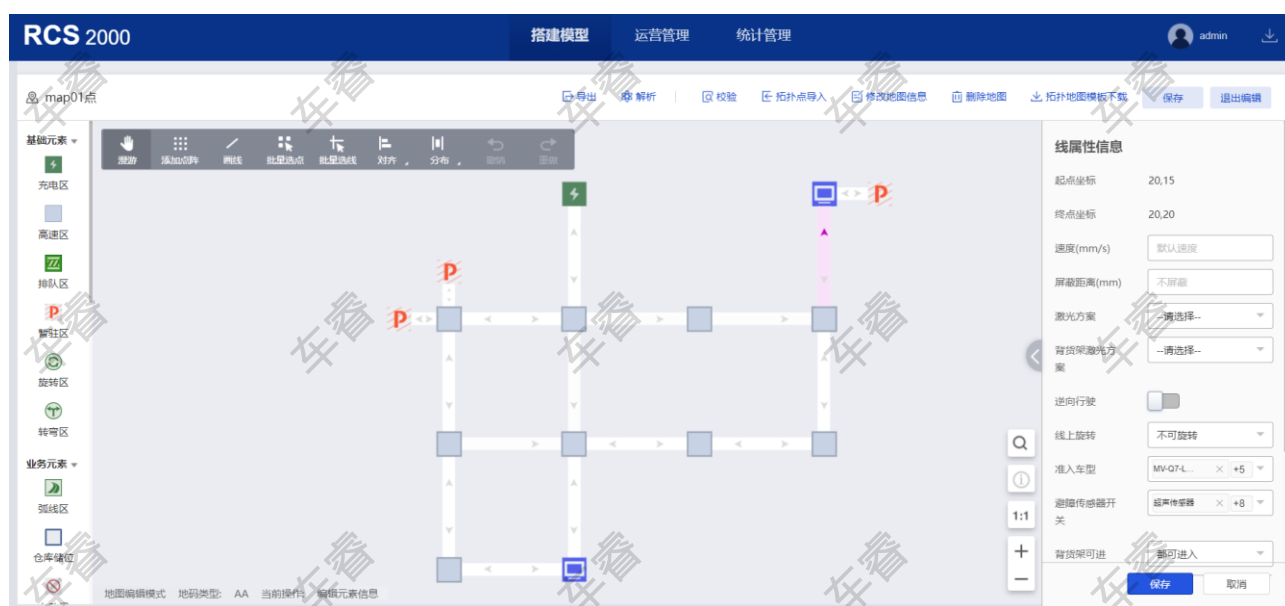 RCS 2000
搭建模型
运营管理
统计管理
admin
map01点
导出
解析
校验
拓扑点导入
修改地图信息
删除地图
拓扑地图模板下载
保存
退出编辑
基础元素
充电区
高速区
ZZ
排队区
P
暂驻区
旋转区
转弯区
业务元素
弧线区
仓库储位
漫游
添加点阵
画线
批量选点
批量选线
对齐
分布
撤销
重做
P
P
P
1:1
地图编辑模式 地码类型: AA 当前操作: 编辑元素信息
线属性信息
起点坐标 20,15
终点坐标 20,20
速度(mm/s) 默认速度
屏蔽距离(mm) 不屏蔽
激光方案 --请选择--
背货架激光方
案
--请选择--
逆向行驶
线上旋转 不可旋转
准入车型 MV-Q7-L... × +5
避障传感器开
关
超声传感器 × +8
背货架可进 都可进入
保存 取消
车睿